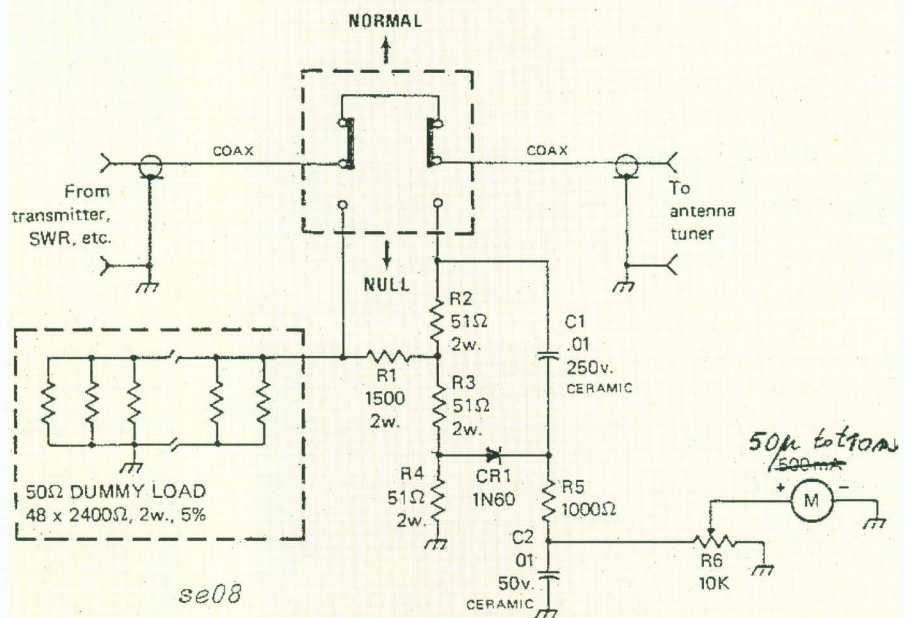 NORMAL
COAX
COAX
From
transmitter,
SWR, etc.
To
antenna
tuner
NULL
R2
51Ω
2w.
C1
.01
250v.
CERAMIC
R1
1500
2w.
R3
51Ω
2w.
50Ω DUMMY LOAD
48 x 2400Ω, 2w., 5%
R4
51Ω
2w.
CR1
1N60
R5
1000Ω
50μ to
500 mA
+ M -
C2
01
50v.
CERAMIC
R6
10K
se08